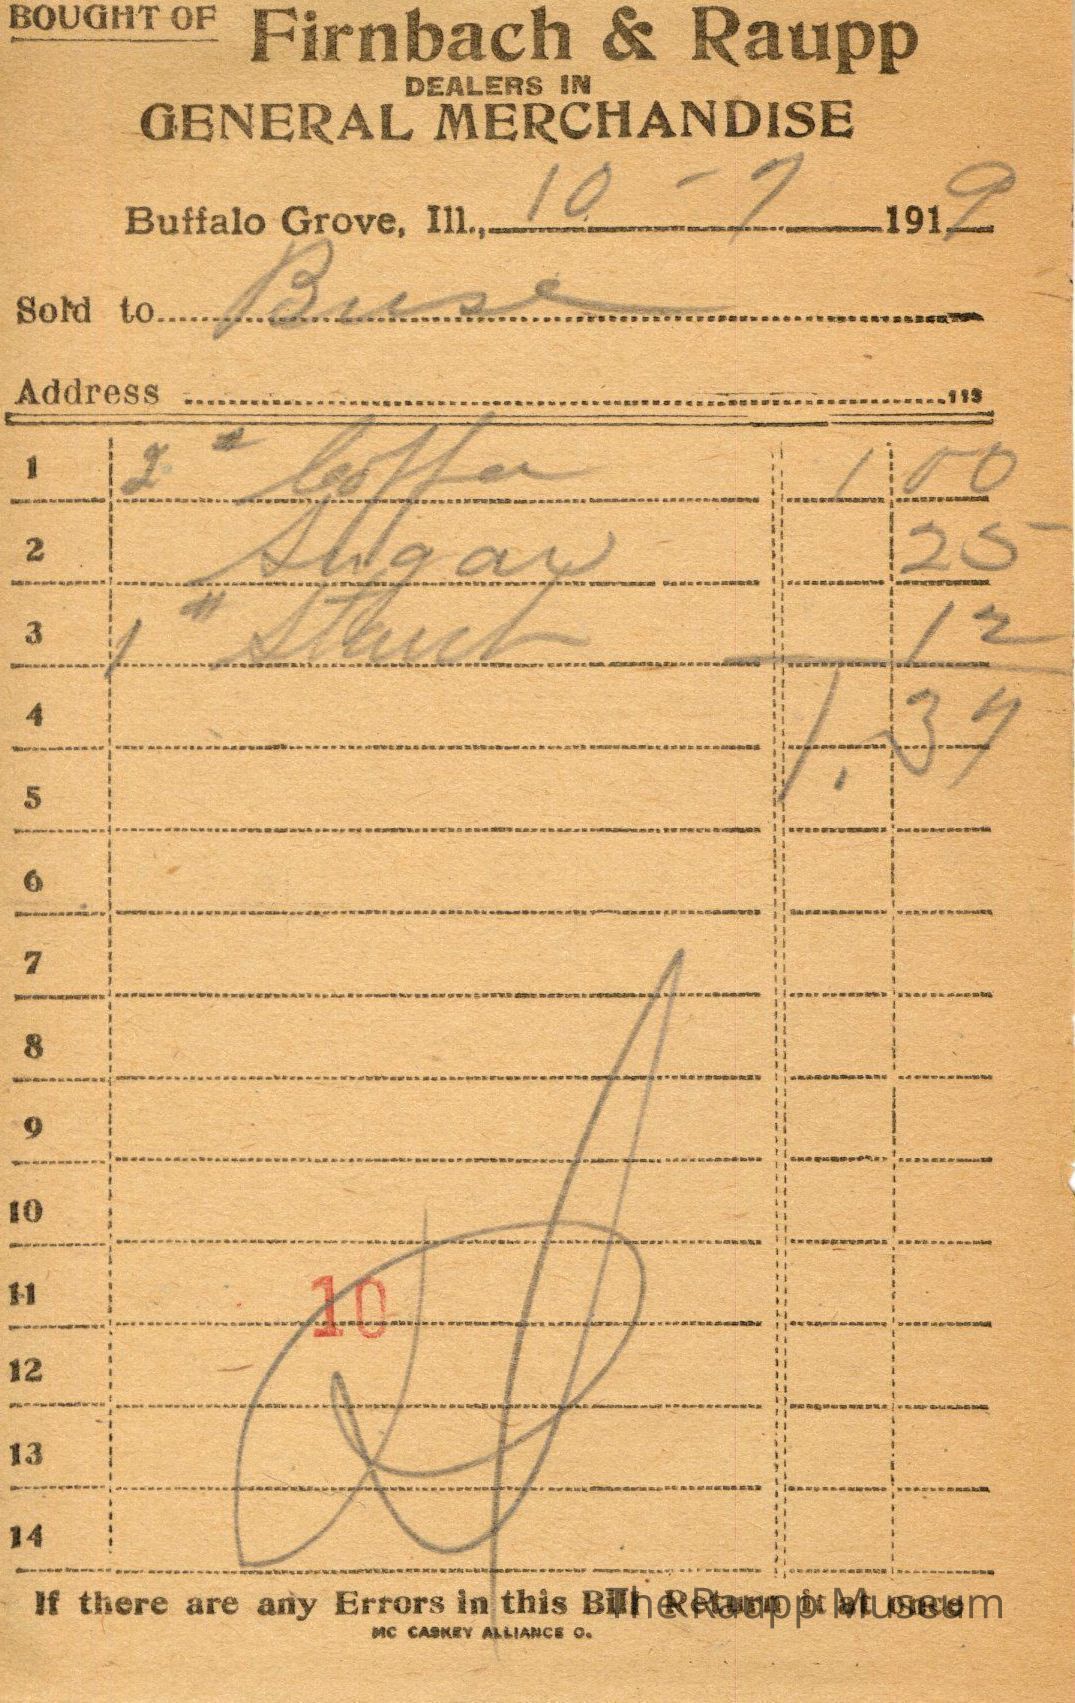 BOUGHT OF Firnbach & Raupp
DEALERS IN
GENERAL MERCHANDISE
Buffalo Grove, Ill., 10 - 7 1919
Sold to Buse
Address
1 2 # Coffee 1 00
2 Sugar 25
3 1 # Starch 12
4 1.37
5
6
7
8
9
10
11 10
12
13
14
If there are any Errors in this Bill Return it at once
The Raupp Museum
MC CASKEY ALLIANCE O.